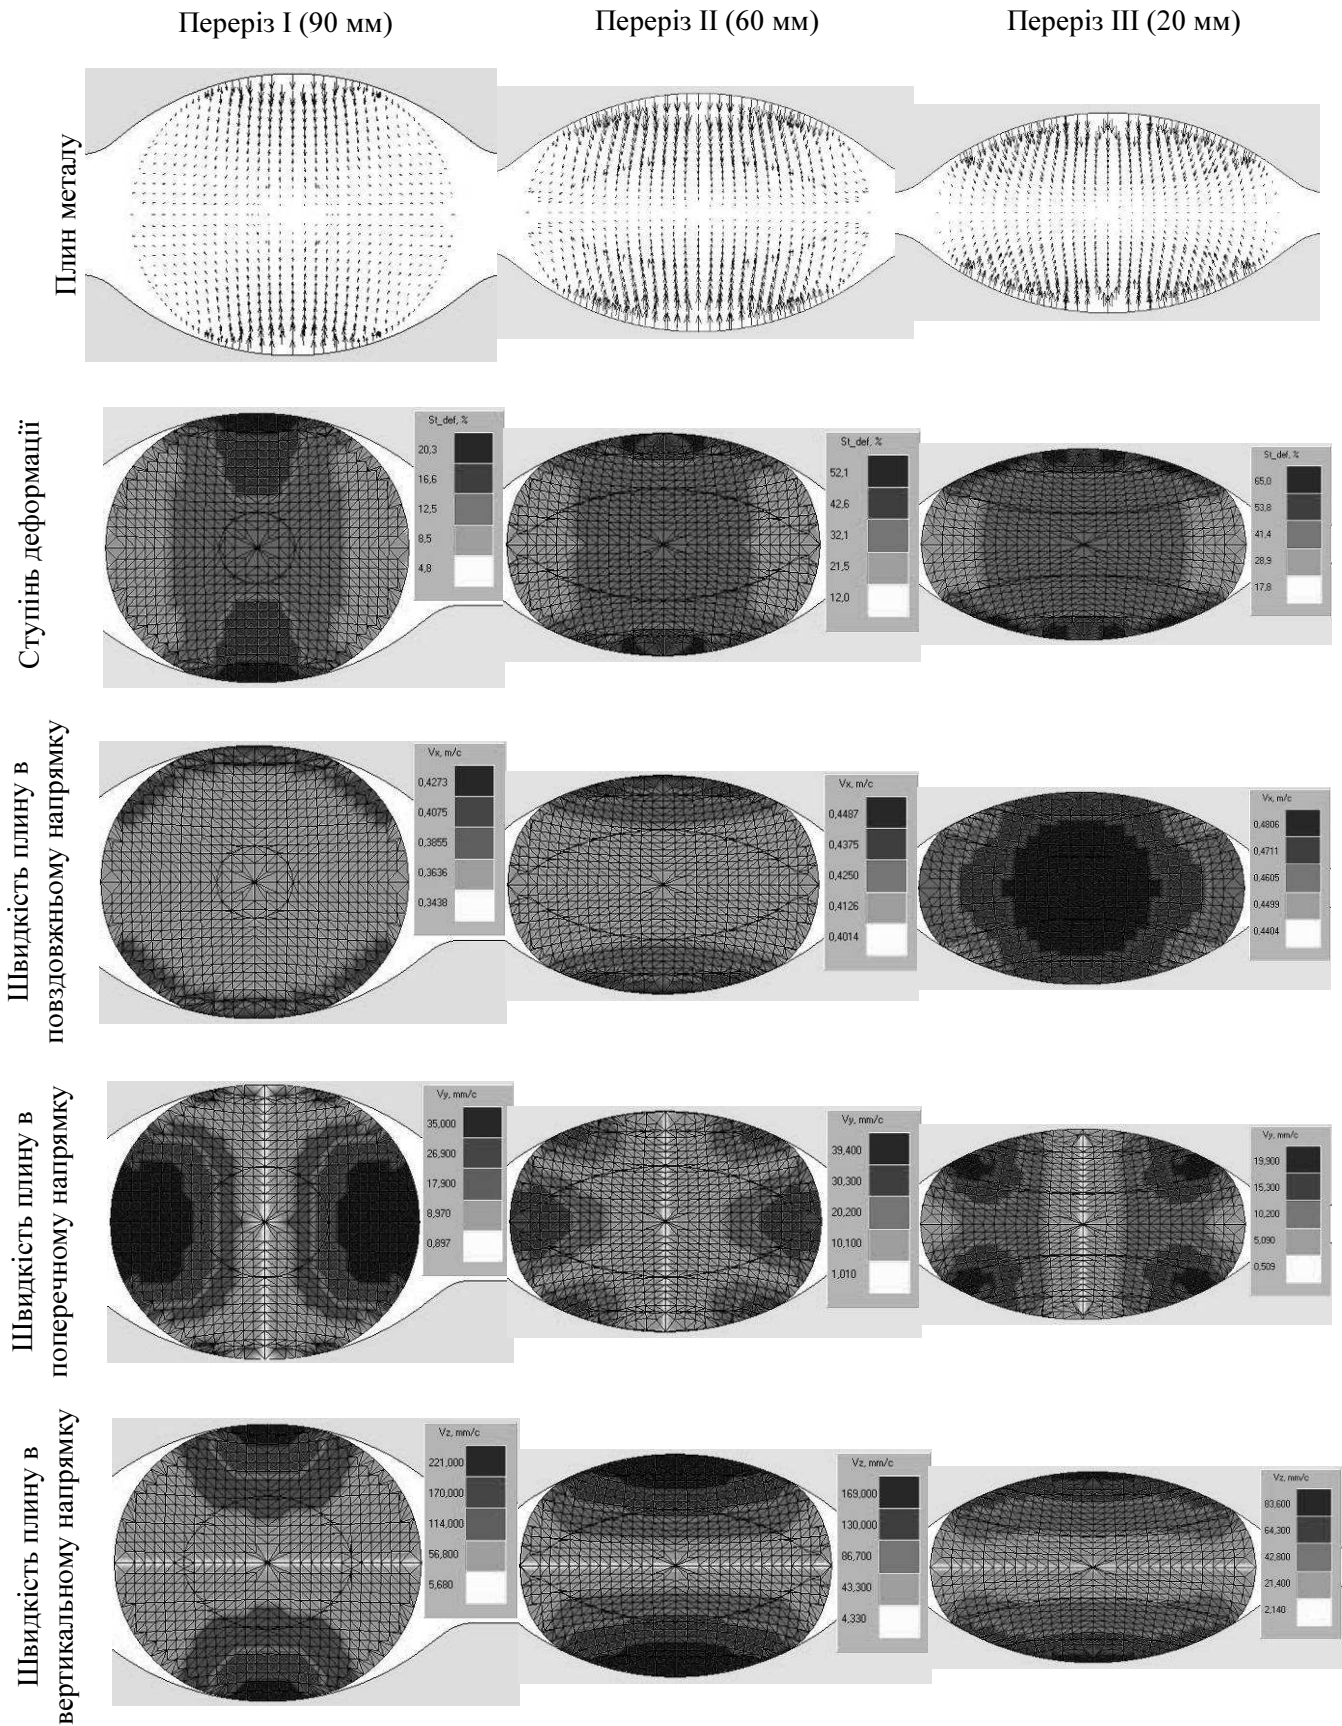 Переріз I (90 мм)
Переріз II (60 мм)
Переріз III (20 мм)
Плин металу
Ступінь деформації
St_def, %
20,3
16,6
12,5
8,5
4,8
St_def, %
52,1
42,6
32,1
21,5
12,0
St_def, %
65,0
53,8
41,4
28,9
17,8
Швидкість плину в
повздовжньому напрямку
Vx, m/c
0,4273
0,4075
0,3855
0,3636
0,3438
Vx, m/c
0,4487
0,4375
0,4250
0,4126
0,4014
Vx, m/c
0,4806
0,4711
0,4605
0,4499
0,4404
Швидкість плину в
поперечному напрямку
Vy, mm/c
35,000
26,900
17,900
8,970
0,897
Vy, mm/c
39,400
30,300
20,200
10,100
1,010
Vy, mm/c
19,900
15,300
10,200
5,090
0,509
Швидкість плину в
вертикальному напрямку
Vz, mm/c
221,000
170,000
114,000
56,800
5,680
Vz, mm/c
169,000
130,000
86,700
43,300
4,330
Vz, mm/c
83,600
64,300
42,800
21,400
2,140